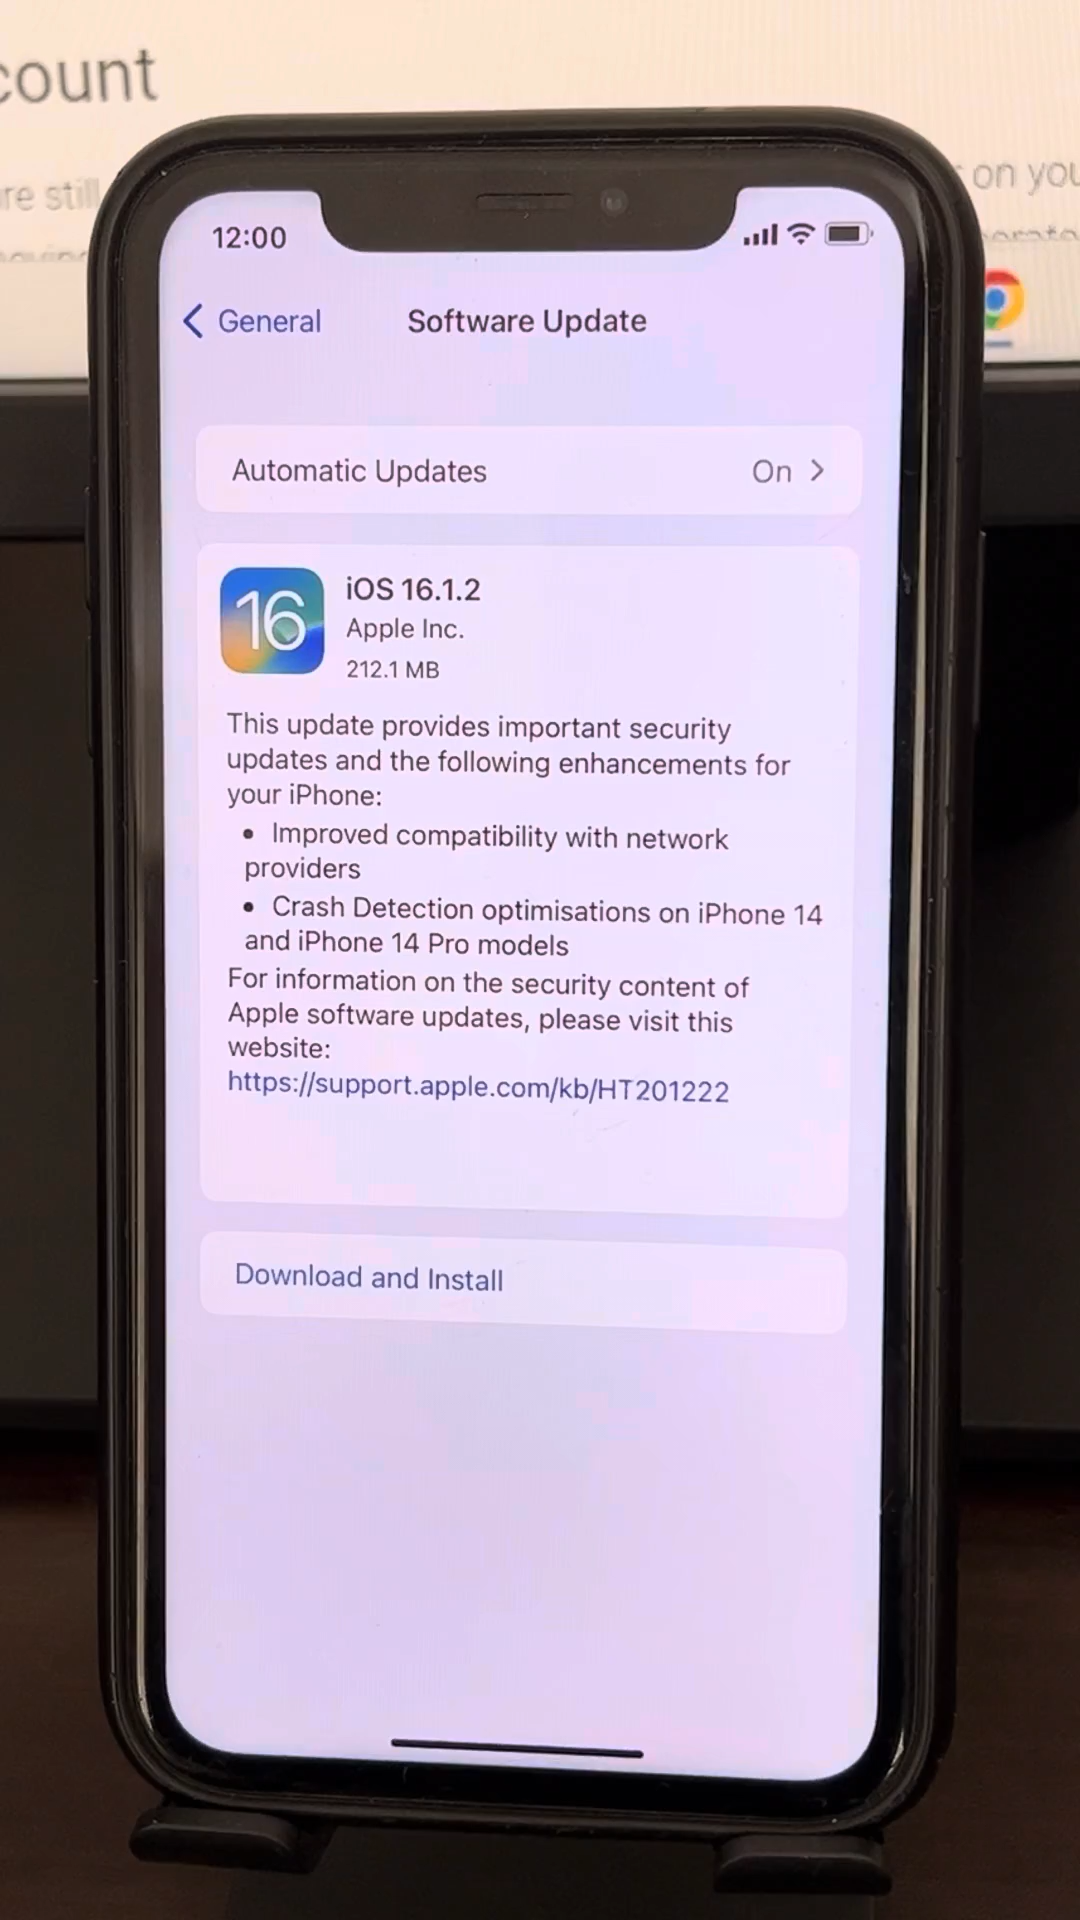 count
re still
on you
12:00
General
Software Update
Automatic Updates
On
16
iOS 16.1.2
Apple Inc.
212.1 MB
This update provides important security
updates and the following enhancements for
your iPhone:
• Improved compatibility with network
providers
• Crash Detection optimisations on iPhone 14
and iPhone 14 Pro models
For information on the security content of
Apple software updates, please visit this
website:
https://support.apple.com/kb/HT201222
Download and Install